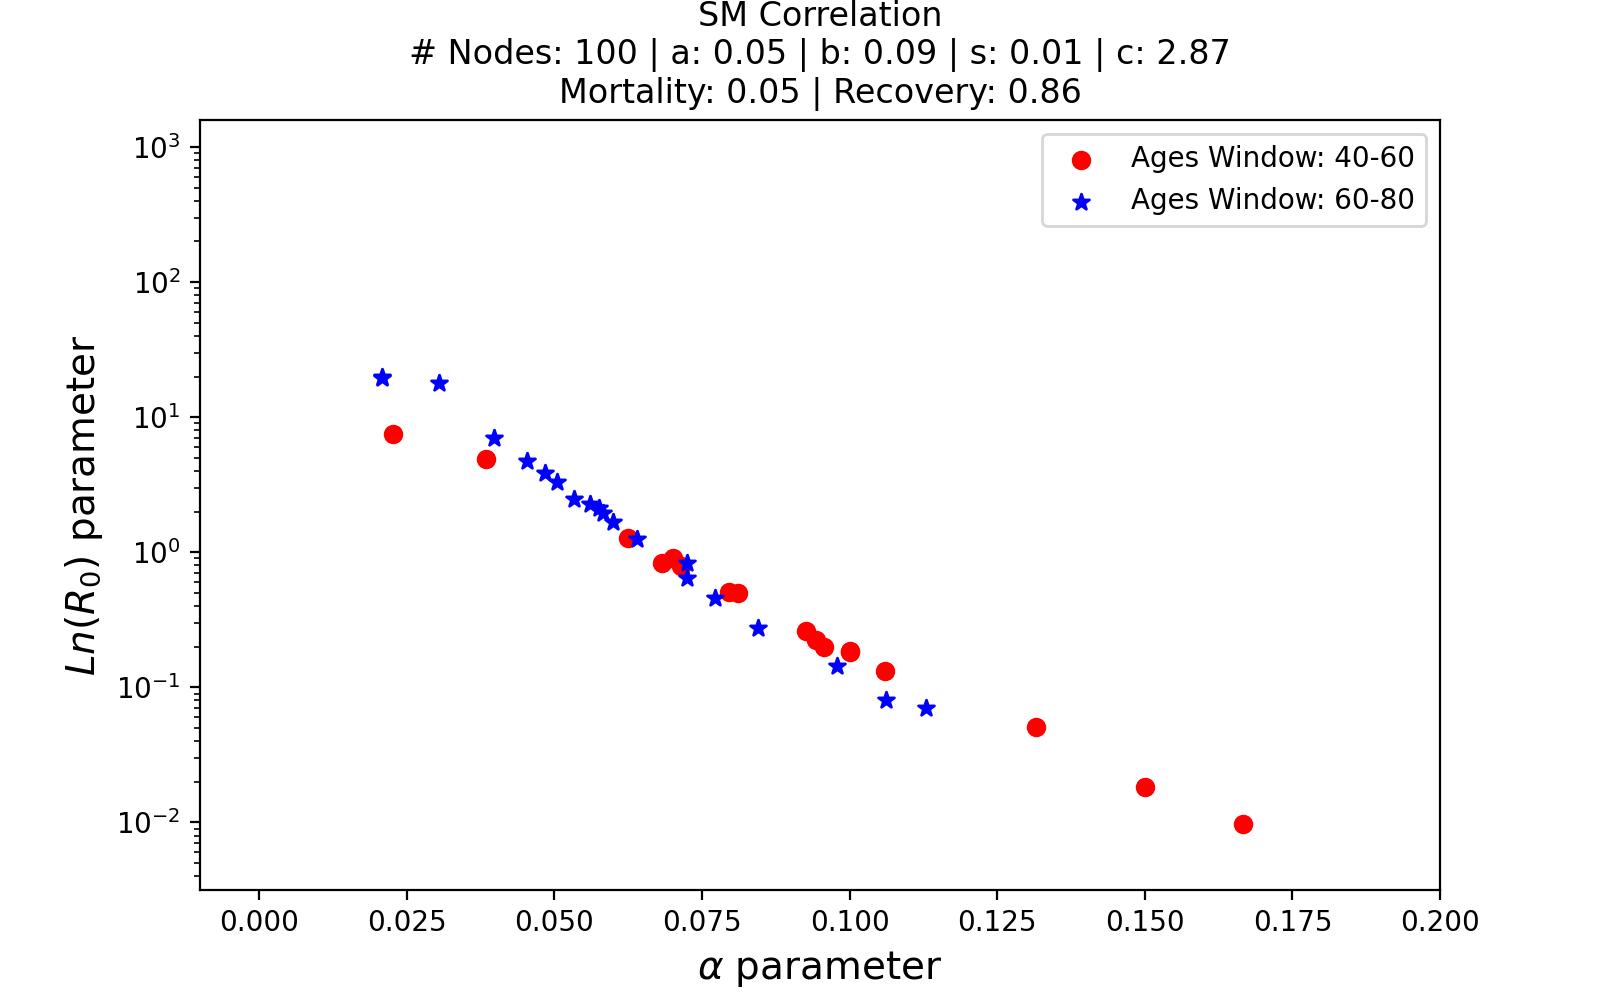 SM Correlation
# Nodes: 100 | a: 0.05 | b: 0.09 | s: 0.01 | c: 2.87
Mortality: 0.05 | Recovery: 0.86
Ages Window: 40-60
Ages Window: 60-80
10³
10²
10¹
10⁰
10⁻¹
10⁻²
Ln(R₀) parameter
0.000 0.025 0.050 0.075 0.100 0.125 0.150 0.175 0.200
α parameter